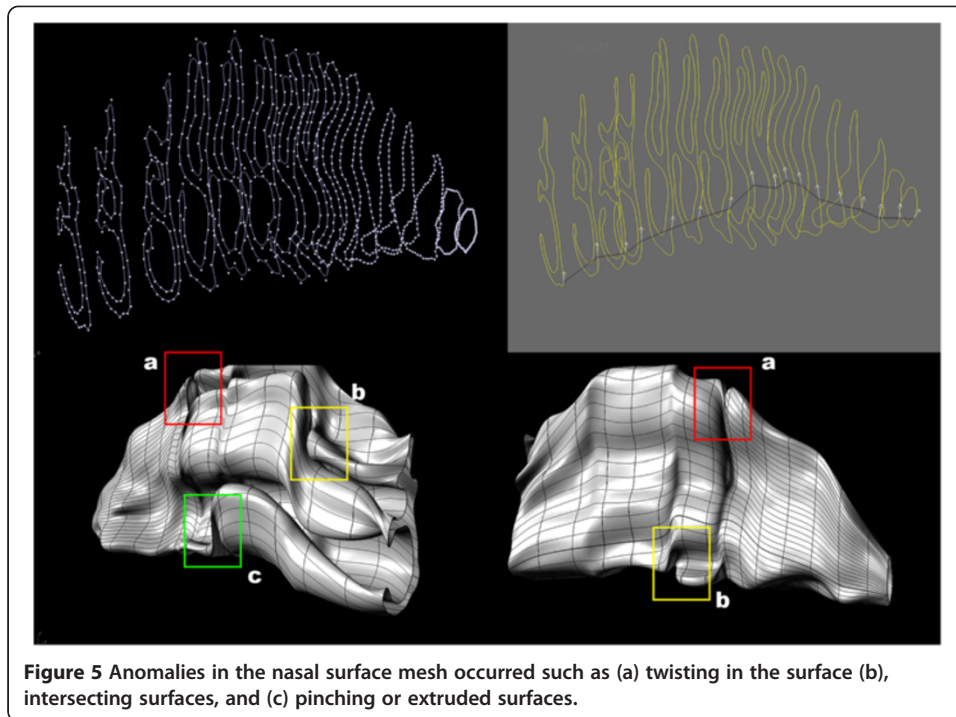 a
b
c
a
b
Figure 5 Anomalies in the nasal surface mesh occurred such as (a) twisting in the surface (b),
intersecting surfaces, and (c) pinching or extruded surfaces.